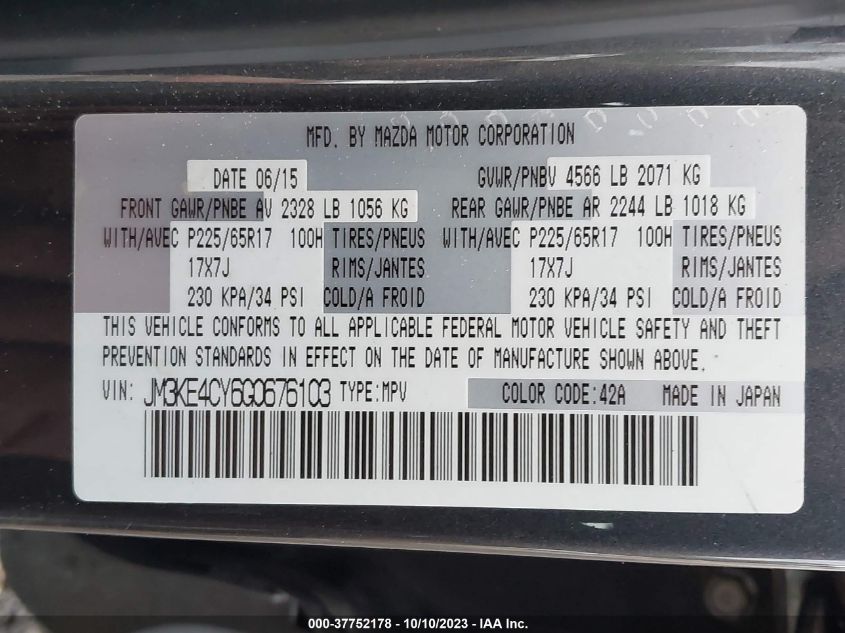 MFD. BY MAZDA MOTOR CORPORATION
DATE 06/15 GVWR/PNBV 4566 LB 2071 KG
FRONT GAWR/PNBE AV 2328 LB 1056 KG REAR GAWR/PNBE AR 2244 LB 1018 KG
WITH/AVEC P225/65R17 100H TIRES/PNEUS WITH/AVEC P225/65R17 100H TIRES/PNEUS
17X7J RIMS/JANTES 17X7J RIMS/JANTES
230 KPA/34 PSI COLD/A FROID 230 KPA/34 PSI COLD/A FROID
THIS VEHICLE CONFORMS TO ALL APPLICABLE FEDERAL MOTOR VEHICLE SAFETY AND THEFT
PREVENTION STANDARDS IN EFFECT ON THE DATE OF MANUFACTURE SHOWN ABOVE.
VIN: JM3KE4CY6G0676103 TYPE:MPV COLOR CODE:42A MADE IN JAPAN
000-37752178 - 10/10/2023 - IAA Inc.